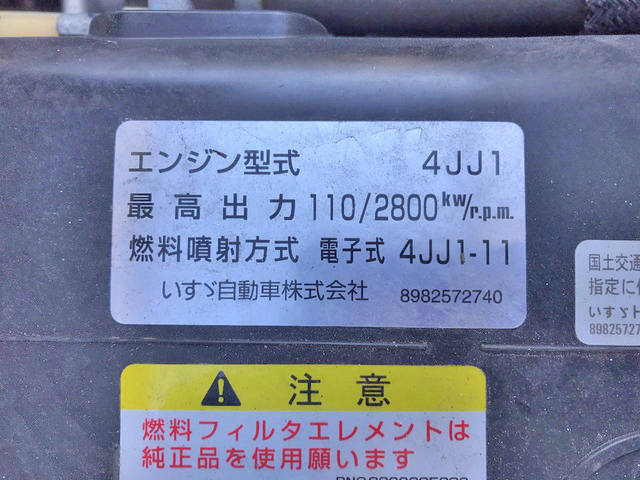 エンジン型式 4JJ1
最高出力 110/2800kW/r.p.m.
燃料噴射方式 電子式 4JJ1-11
いすゞ自動車株式会社 8982572740
国土交通
指定に
いすゞ
8982572
⚠ 注意
燃料フィルタエレメントは
純正品を使用願います